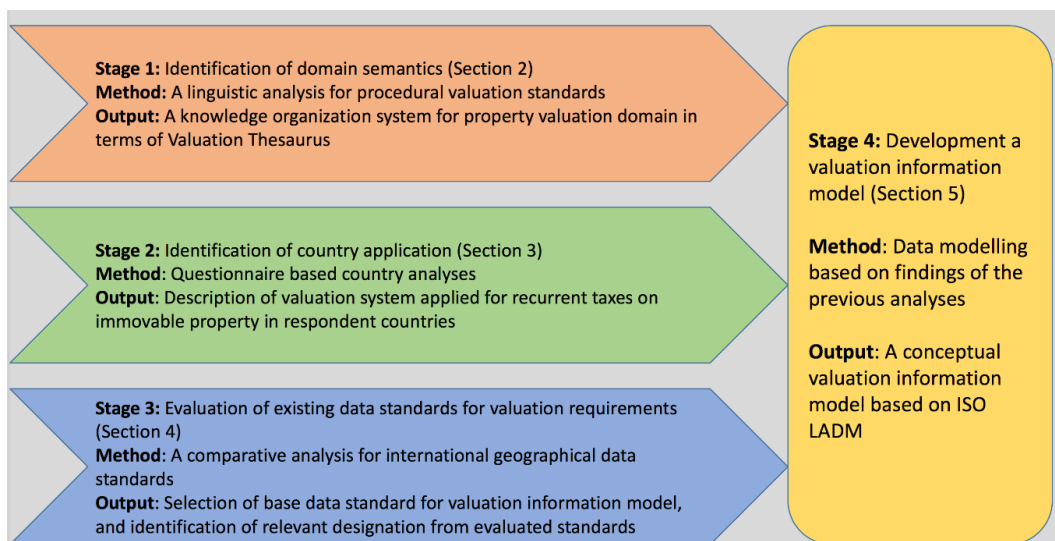 Stage 1: Identification of domain semantics (Section 2)
Method: A linguistic analysis for procedural valuation standards
Output: A knowledge organization system for property valuation domain in
terms of Valuation Thesaurus
Stage 2: Identification of country application (Section 3)
Method: Questionnaire based country analyses
Output: Description of valuation system applied for recurrent taxes on
immovable property in respondent countries
Stage 3: Evaluation of existing data standards for valuation requirements
(Section 4)
Method: A comparative analysis for international geographical data
standards
Output: Selection of base data standard for valuation information model,
and identification of relevant designation from evaluated standards
Stage 4: Development a
valuation information
model (Section 5)
Method: Data modelling
based on findings of the
previous analyses
Output: A conceptual
valuation information
model based on ISO
LADM